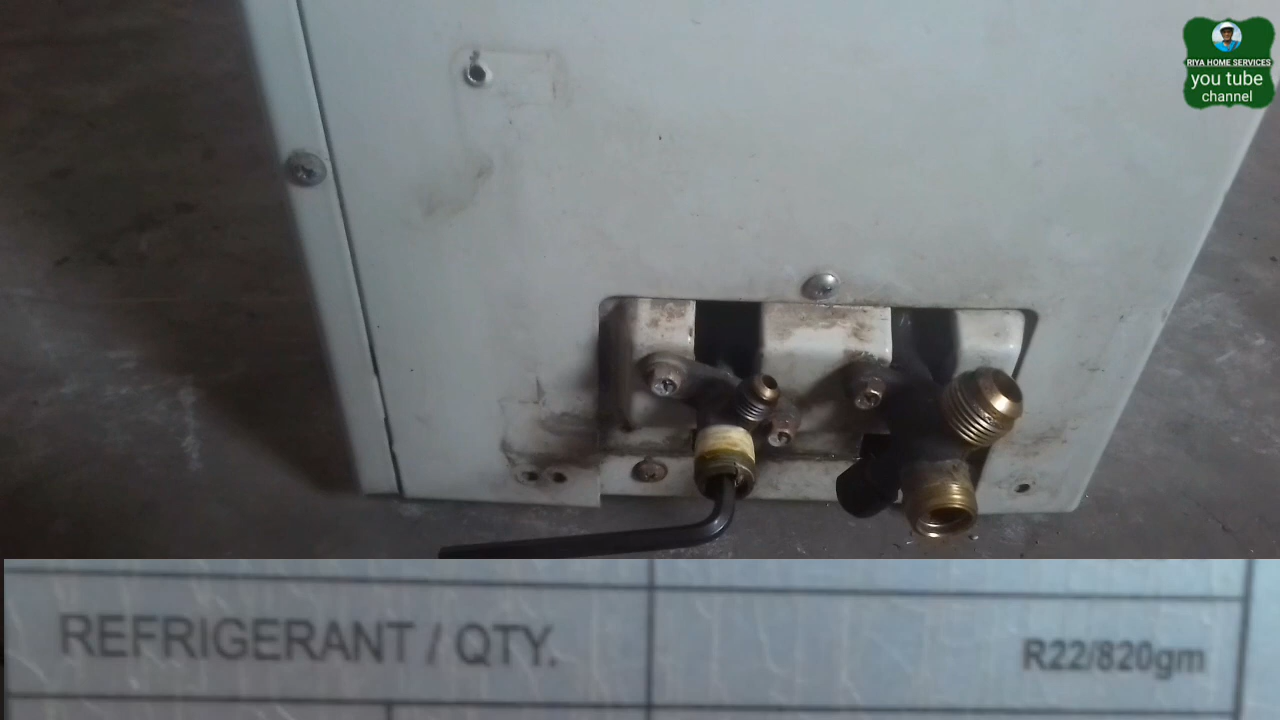 RIYA HOME SERVICES
you tube
channel
REFRIGERANT / QTY.
R22/820gm